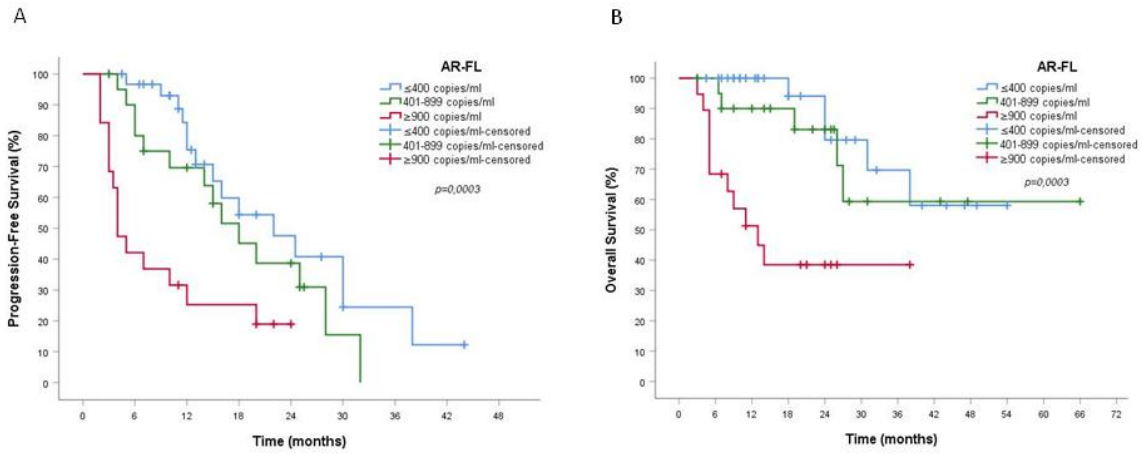 A
Progression-Free Survival (%)
100
90
80
70
60
50
40
30
20
10
0
0 6 12 18 24 30 36 42 48
Time (months)
AR-FL
≤400 copies/ml
401-899 copies/ml
≥900 copies/ml
≤400 copies/ml-censored
401-899 copies/ml-censored
≥900 copies/ml-censored
p=0,0003
B
Overall Survival (%)
100
90
80
70
60
50
40
30
20
10
0
0 6 12 18 24 30 36 42 48 54 60 66 72
Time (months)
AR-FL
≤400 copies/ml
401-899 copies/ml
≥900 copies/ml
≤400 copies/ml-censored
401-899 copies/ml-censored
≥900 copies/ml-censored
p=0,0003